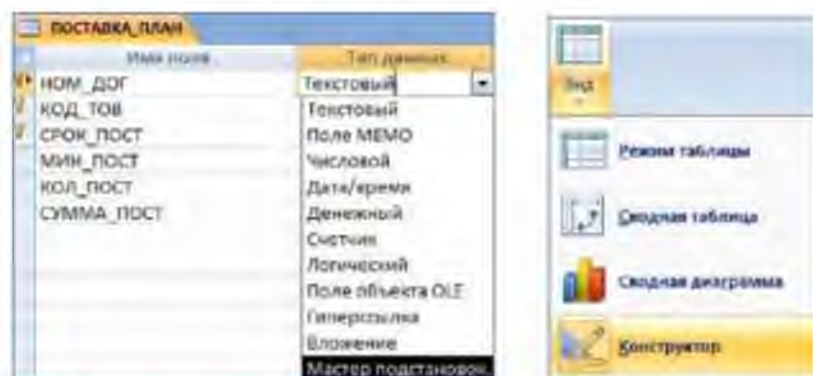 ПОСТАВКА_ПЛАН
Имя поля Тип данных
НОМ_ДОГ Текстовый
КОД_ТОВ Текстовый
СРОК_ПОСТ Поле МЕМО
МИН_ПОСТ Числовой
КОЛ_ПОСТ Дата/время
СУММА_ПОСТ Денежный
Счетчик
Логический
Поле объекта OLE
Гиперссылка
Вложение
Мастер подстановок
Вид
Режим таблицы
Сводная таблица
Сводная диаграмма
Конструктор